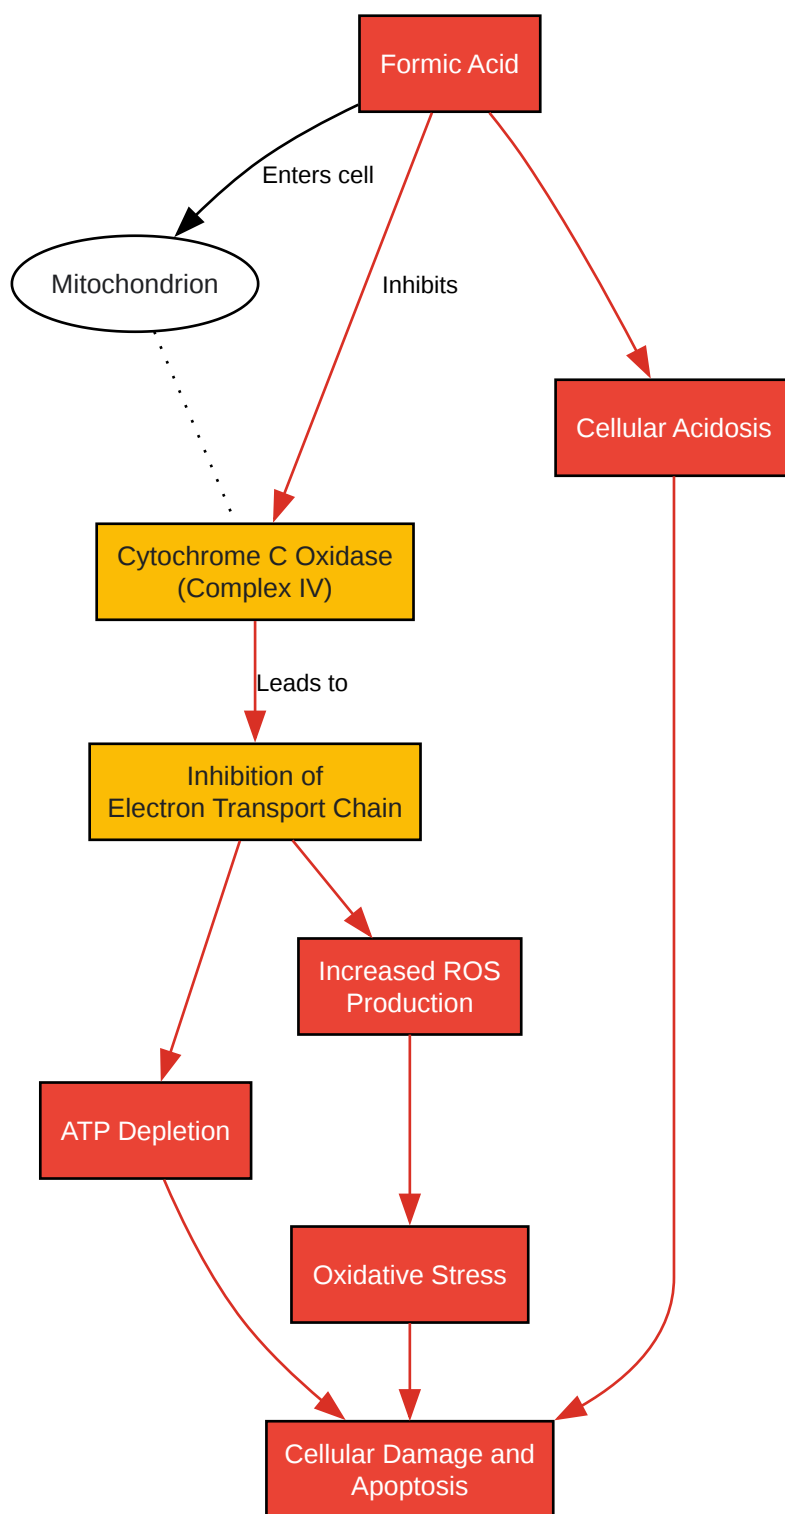 Formic Acid
Enters cell
Mitochondrion
Inhibits
Cellular Acidosis
Cytochrome C Oxidase
(Complex IV)
Leads to
Inhibition of
Electron Transport Chain
Increased ROS
Production
ATP Depletion
Oxidative Stress
Cellular Damage and
Apoptosis